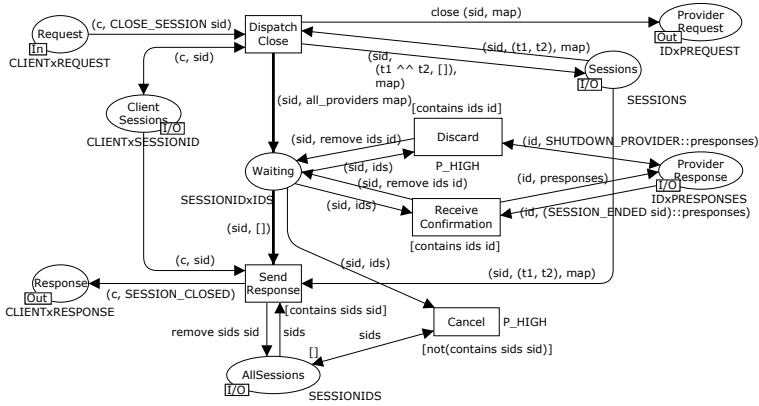 Request
In
CLIENTxREQUEST
(c, CLOSE_SESSION sid)
Dispatch
Close
close (sid, map)
Provider
Request
Out
IDxPREQUEST
(c, sid)
(sid, (t1, t2), map)
(sid,
(t1 ^^ t2, []),
map)
Sessions
I/O
SESSIONS
Client
Sessions
I/O
CLIENTxSESSIONID
(sid, all_providers map)
[contains ids id]
Discard
P_HIGH
(sid, remove ids id)
(sid, ids)
(id, SHUTDOWN_PROVIDER::presponses)
Waiting
SESSIONIDxIDS
(sid, remove ids id)
(sid, ids)
Receive
Confirmation
[contains ids id]
(id, presponses)
Provider
Response
I/O
IDxPRESPONSES
(id, (SESSION_ENDED sid)::presponses)
(sid, [])
(c, sid)
(sid, ids)
(sid, (t1, t2), map)
Response
Out
CLIENTxRESPONSE
(c, SESSION_CLOSED)
Send
Response
[contains sids sid]
remove sids sid
sids
sids
Cancel
P_HIGH
[not(contains sids sid)]
[]
AllSessions
I/O
SESSIONIDS